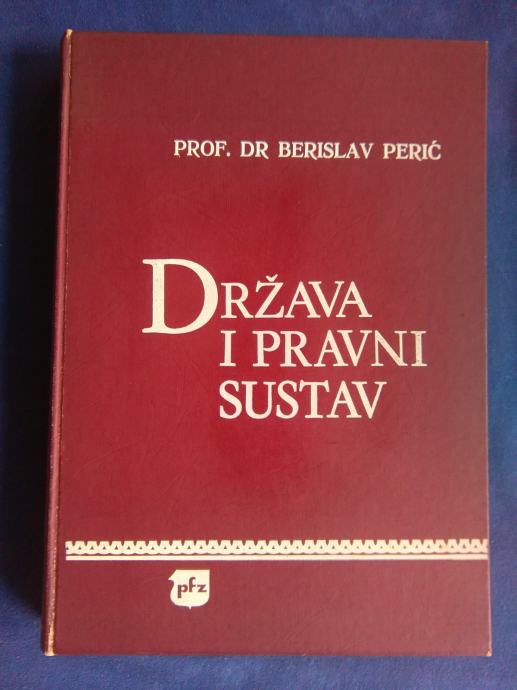 PROF. DR BERISLAV PERIĆ
DRŽAVA
I PRAVNI
SUSTAV
pfz